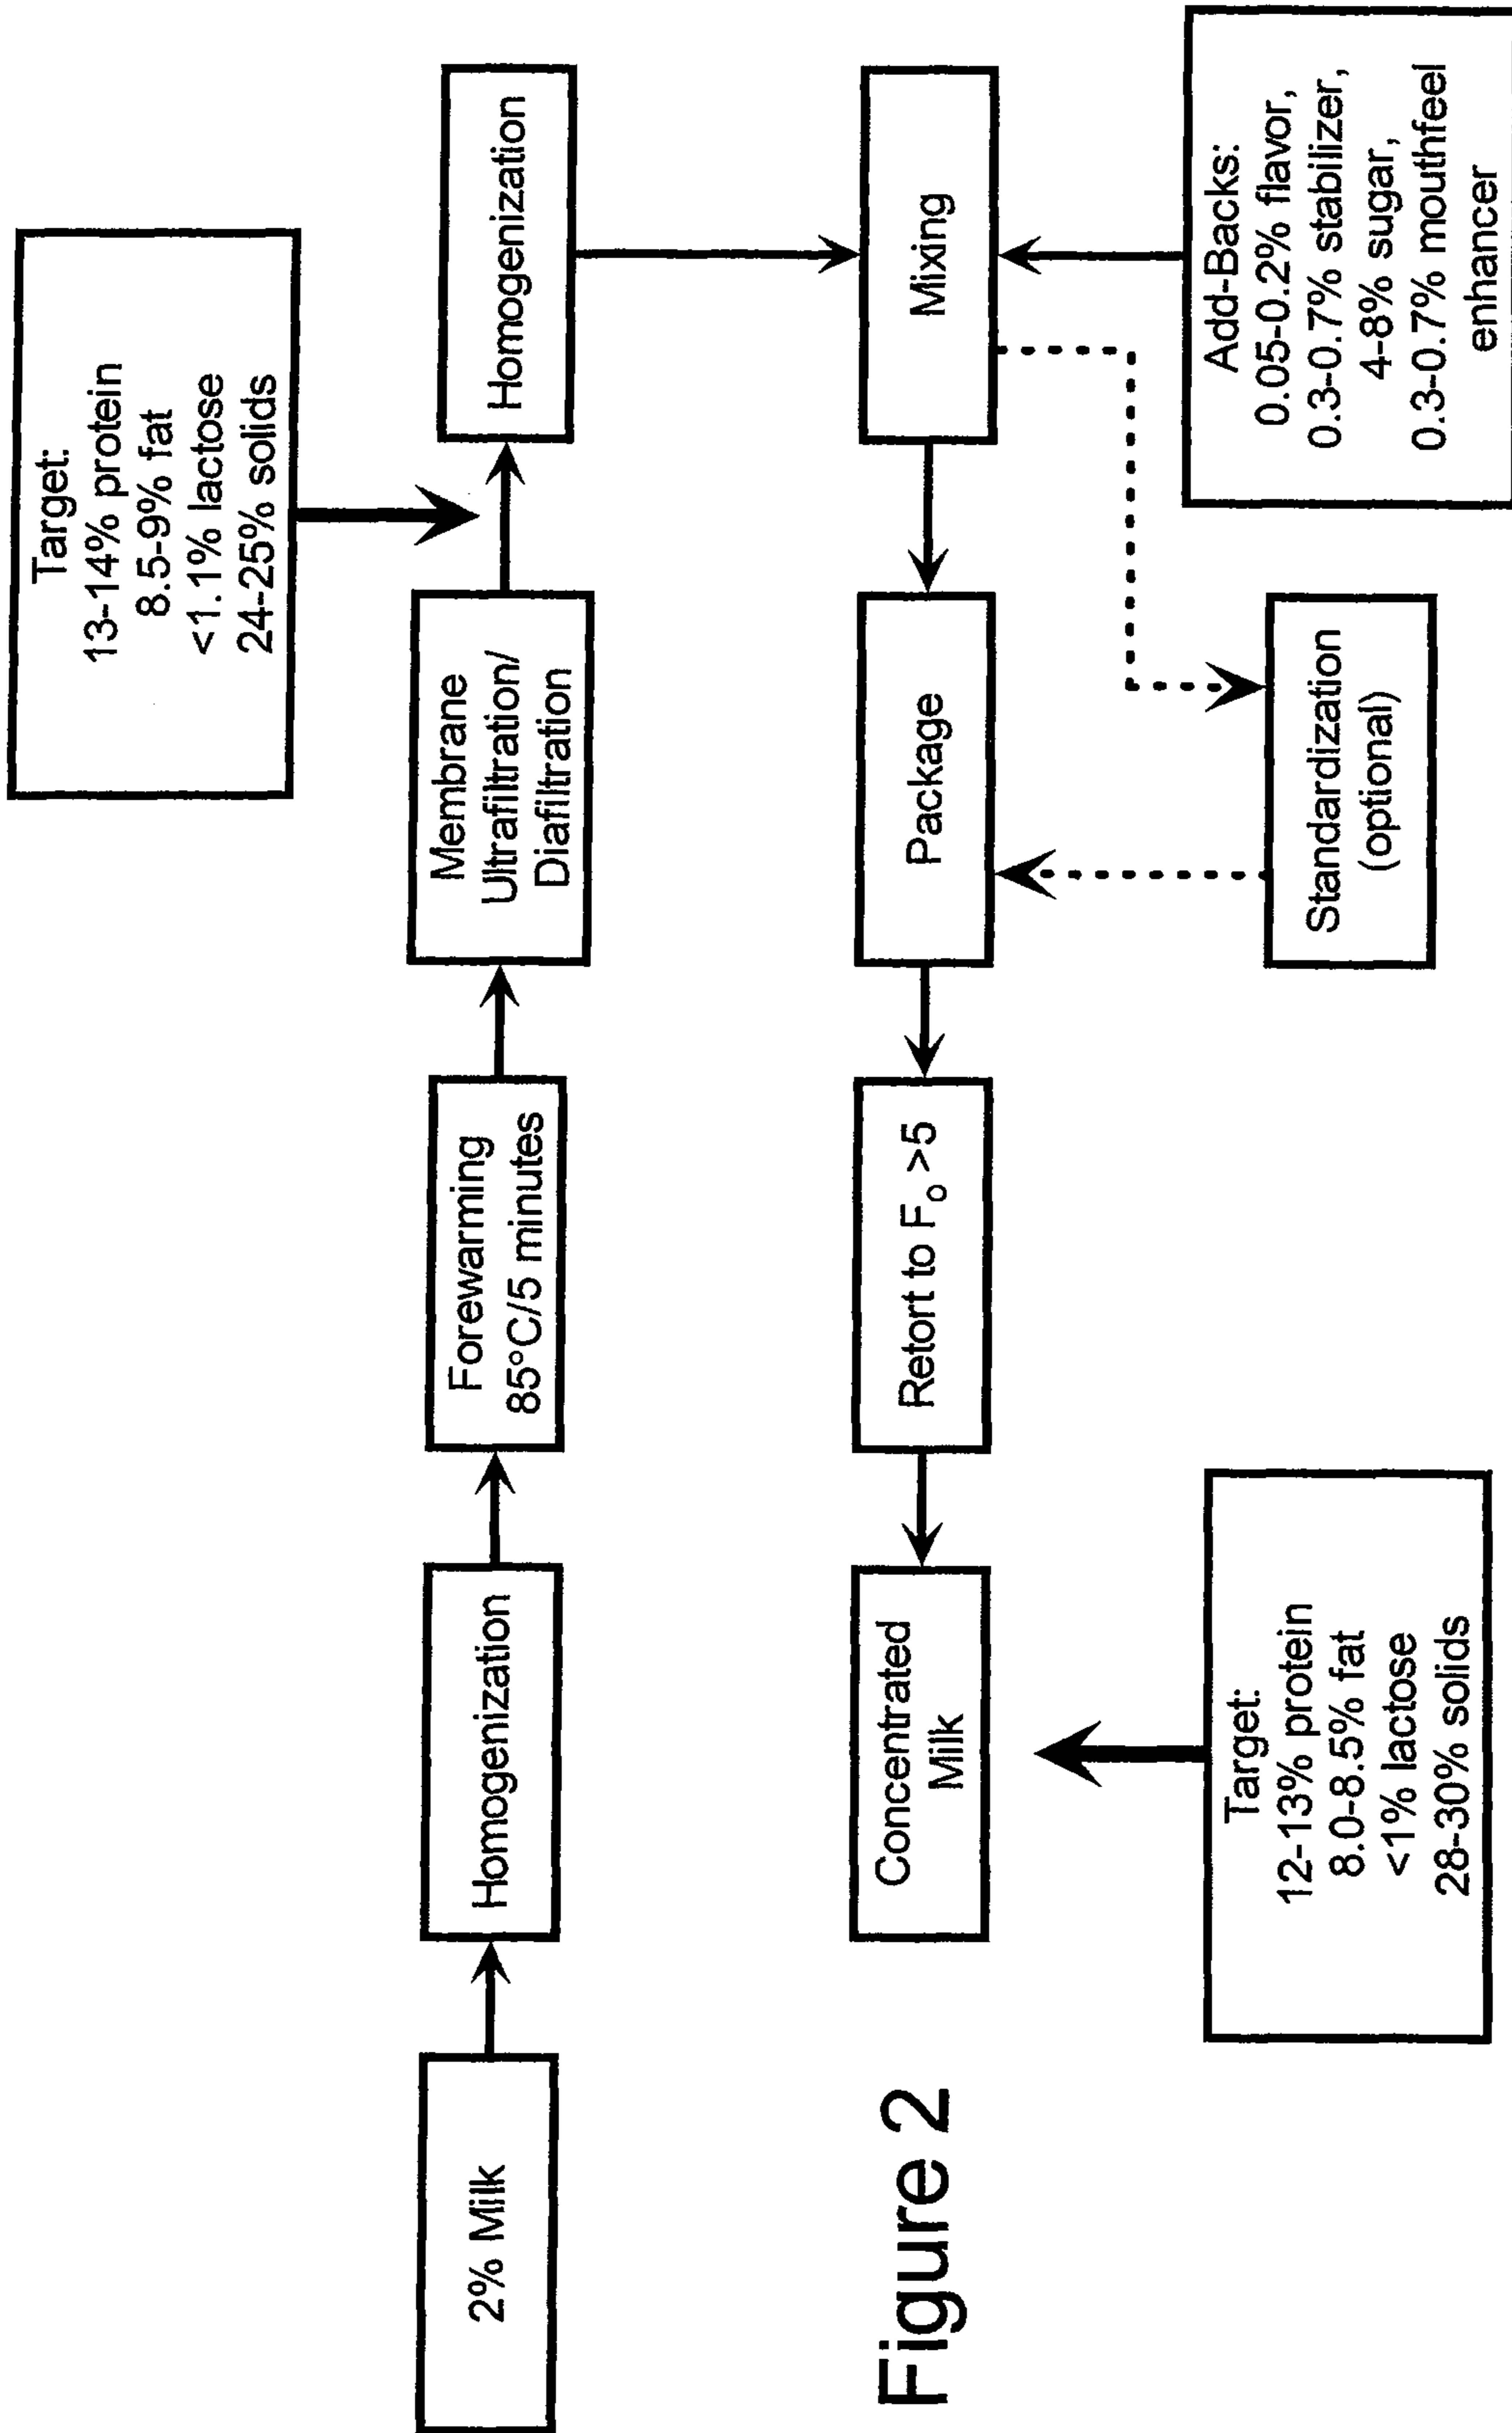 2% Milk
Homogenization
Forewarming
85°C/5 minutes
Membrane
Ultrafiltration/
Diafiltration
Target:
13-14% protein
8.5-9% fat
<1.1% lactose
24-25% solids
Homogenization
Mixing
Add-Backs:
0.05-0.2% flavor,
0.3-0.7% stabilizer,
4-8% sugar,
0.3-0.7% mouthfeel
enhancer
Standardization
(optional)
Package
Retort to Fo >5
Concentrated
Milk
Target:
12-13% protein
8.0-8.5% fat
<1% lactose
28-30% solids
Figure 2